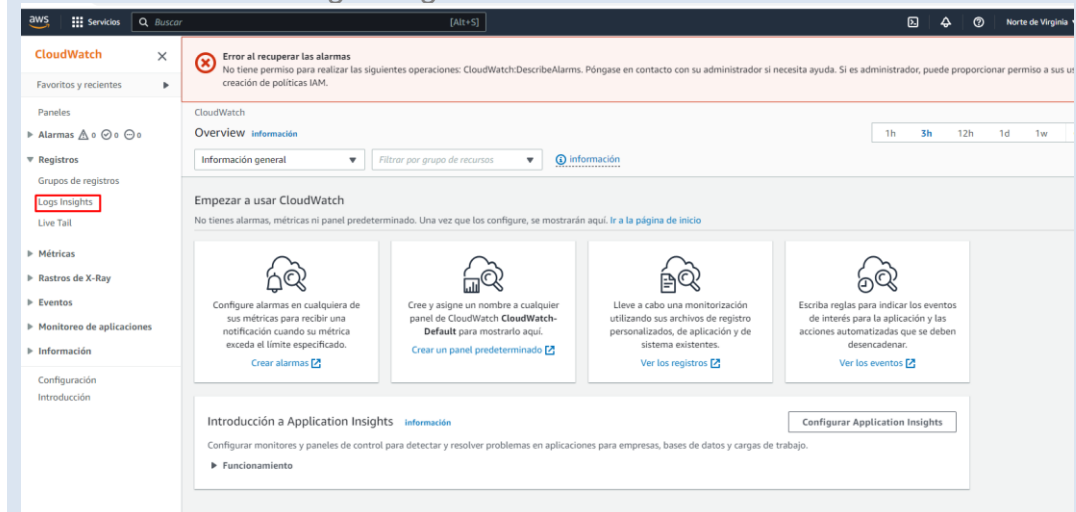 aws Servicios Buscar [Alt+S] Norte de Virginia
CloudWatch
Favoritos y recientes
Paneles
Alarmas 0 0 0
Registros
Grupos de registros
Logs Insights
Live Tail
Métricas
Rastros de X-Ray
Eventos
Monitoreo de aplicaciones
Información
Configuración
Introducción
Error al recuperar las alarmas
No tiene permiso para realizar las siguientes operaciones: CloudWatch:DescribeAlarms. Póngase en contacto con su administrador si necesita ayuda. Si es administrador, puede proporcionar permiso a sus
creación de políticas IAM.
CloudWatch
Overview información
1h 3h 12h 1d 1w
Información general
Filtrar por grupo de recursos
información
Empezar a usar CloudWatch
No tienes alarmas, métricas ni panel predeterminado. Una vez que los configure, se mostrarán aquí. Ir a la página de inicio
Configure alarmas en cualquiera de
sus métricas para recibir una
notificación cuando su métrica
exceda el límite especificado.
Crear alarmas
Cree y asigne un nombre a cualquier
panel de CloudWatch CloudWatch-
Default para mostrarlo aquí.
Crear un panel predeterminado
Lleve a cabo una monitorización
utilizando sus archivos de registro
personalizados, de aplicación y de
sistema existentes.
Ver los registros
Escriba reglas para indicar los eventos
de interés para la aplicación y las
acciones automatizadas que se deben
desencadenar.
Ver los eventos
Introducción a Application Insights información
Configurar Application Insights
Configurar monitores y paneles de control para detectar y resolver problemas en aplicaciones para empresas, bases de datos y cargas de trabajo.
Funcionamiento